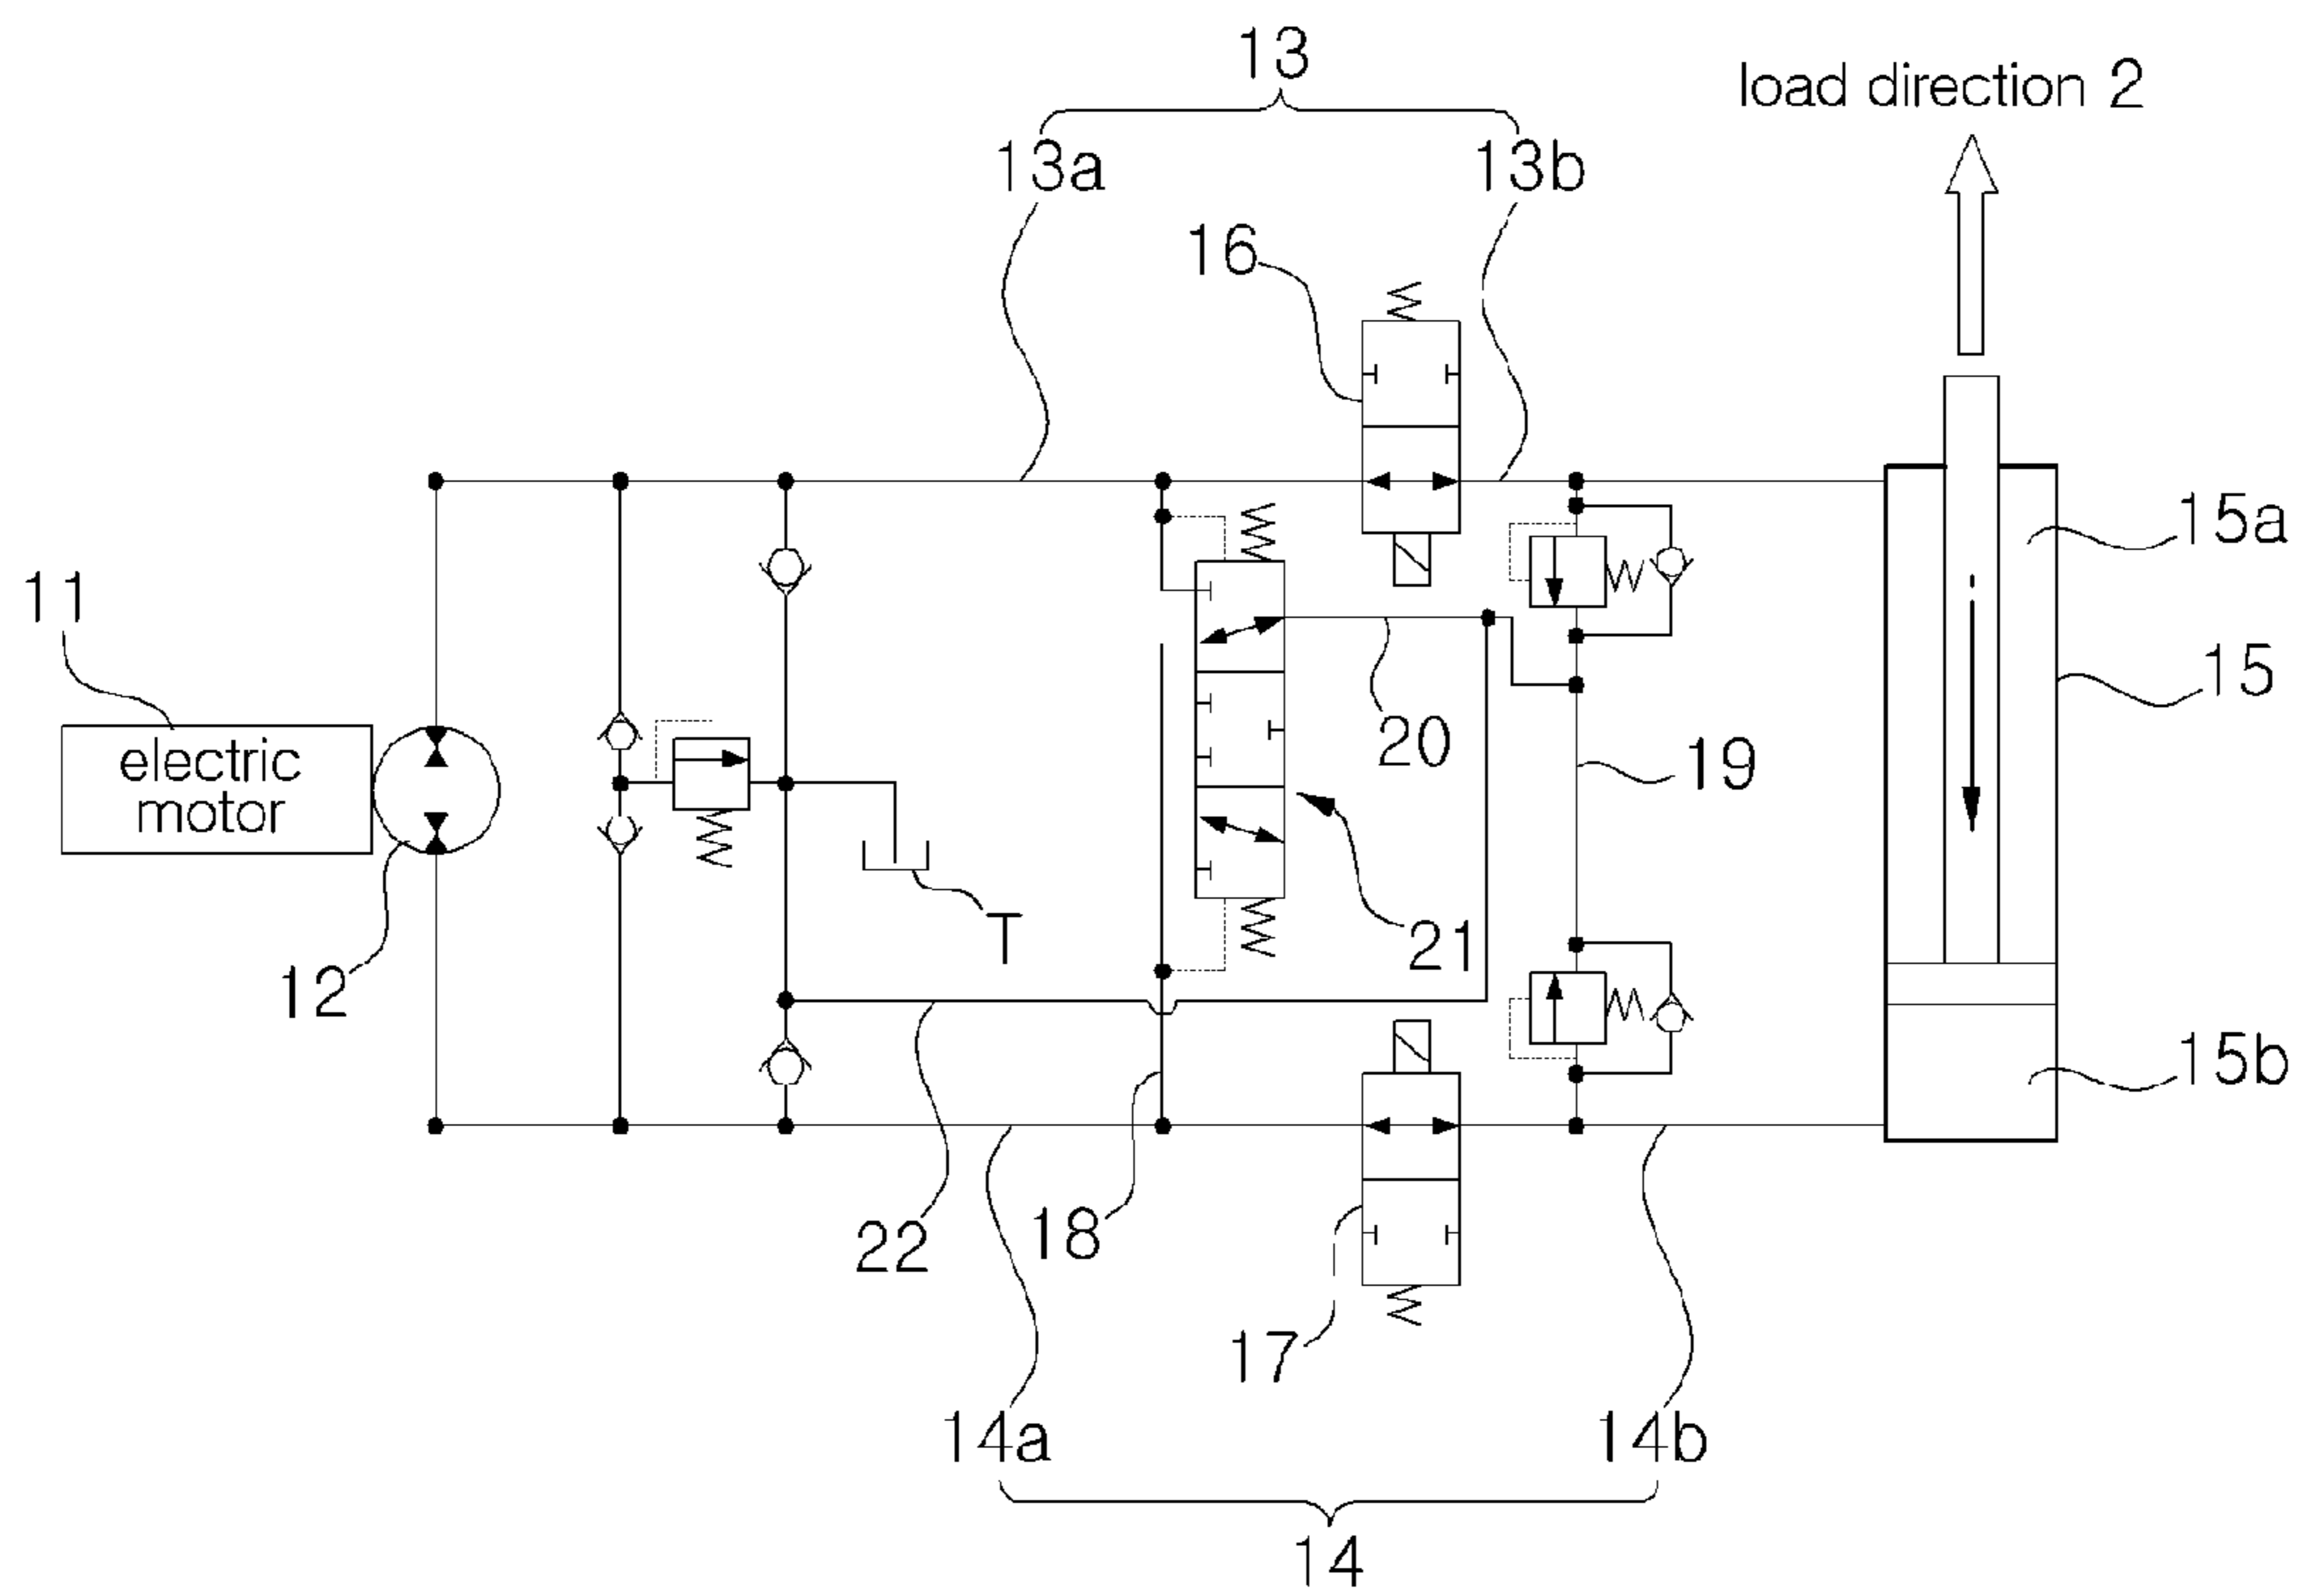 13
load direction 2
13a
13b
16
15a
11
electric
motor
15
20
19
21
T
12
15b
22
18
17
14a
14b
14